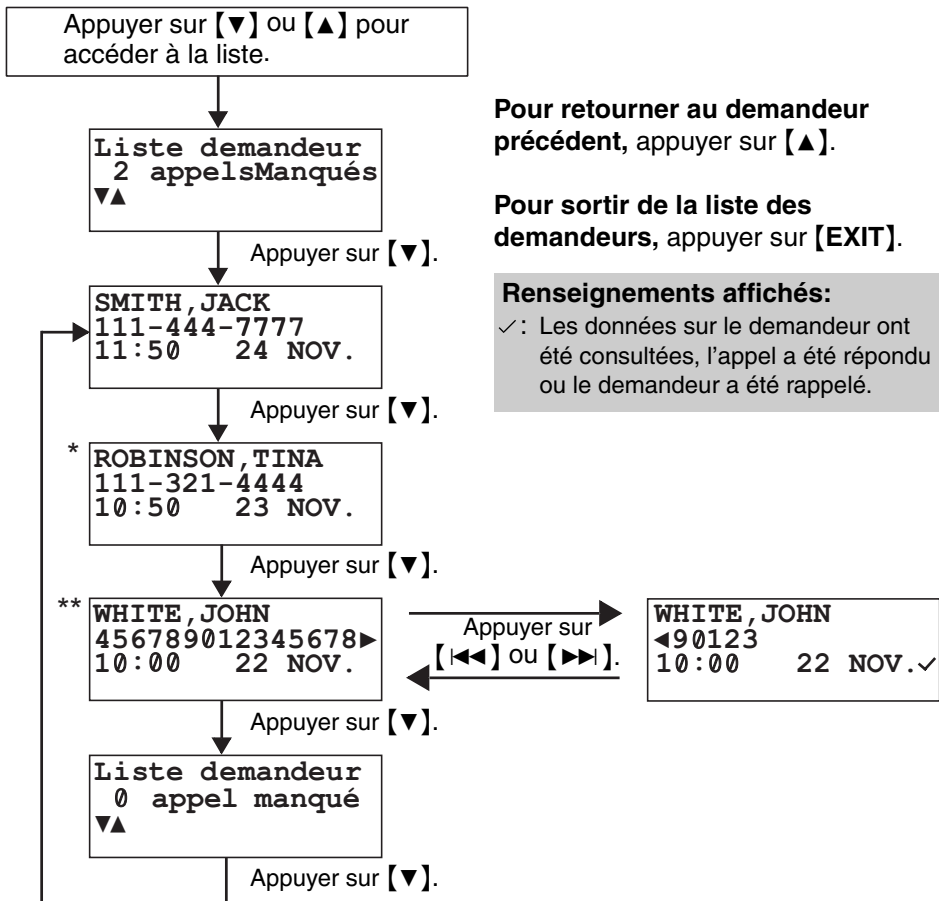 Appuyer sur 【▼】 ou 【▲】 pour
accéder à la liste.
Liste demandeur
2 appelsManqués
▼▲
Appuyer sur 【▼】.
SMITH,JACK
111-444-7777
11:50 24 NOV.
Appuyer sur 【▼】.
* ROBINSON,TINA
111-321-4444
10:50 23 NOV.
Appuyer sur 【▼】.
** WHITE,JOHN
456789012345678▶
10:00 22 NOV.
Appuyer sur
【|◀◀】 ou 【▶▶|】.
WHITE,JOHN
◀90123
10:00 22 NOV.✓
Appuyer sur 【▼】.
Liste demandeur
0 appel manqué
▼▲
Appuyer sur 【▼】.
Pour retourner au demandeur
précédent, appuyer sur 【▲】.
Pour sortir de la liste des
demandeurs, appuyer sur 【EXIT】.
Renseignements affichés:
✓: Les données sur le demandeur ont
été consultées, l'appel a été répondu
ou le demandeur a été rappelé.